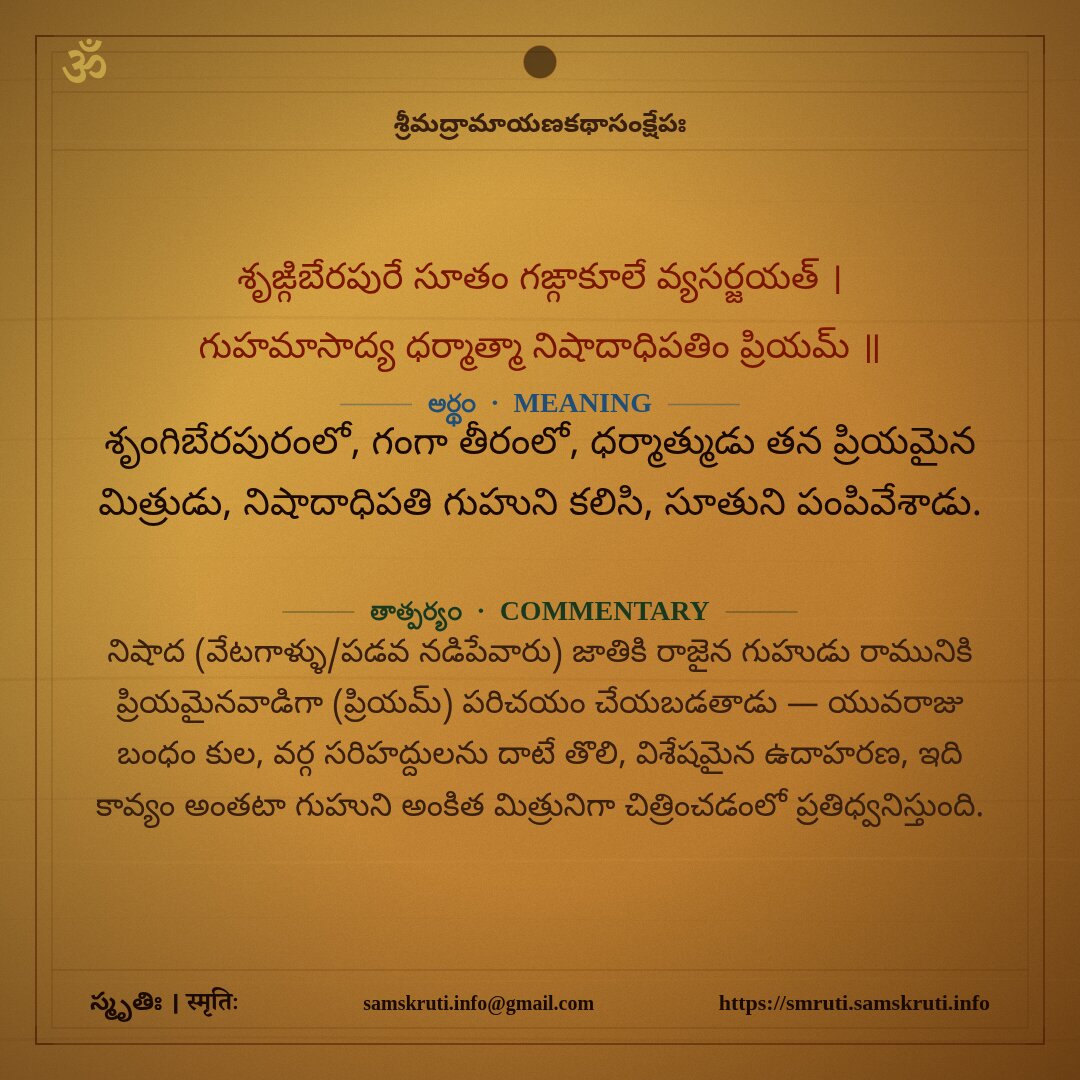 ॐ
శ్రీమద్రామాయణకథాసంక్షేపః
శృఙ్గిబేరపురే సూతం గఙ్గాకూలే వ్యసర్జయత్ |
గుహమాసాద్య ధర్మాత్మా నిషాదాధిపతిం ప్రియమ్ ||
అర్థం · MEANING
శృంగిబేరపురంలో, గంగా తీరంలో, ధర్మాత్ముడు తన ప్రియమైన
మిత్రుడు, నిషాదాధిపతి గుహుని కలిసి, సూతుని పంపివేశాడు.
తాత్పర్యం · COMMENTARY
నిషాద (వేటగాళ్ళు/పడవ నడిపేవారు) జాతికి రాజైన గుహుడు రామునికి
ప్రియమైనవాడిగా (ప్రియమ్) పరిచయం చేయబడతాడు — యువరాజు
బంధం కుల, వర్గ సరిహద్దులను దాటే తొలి, విశేషమైన ఉదాహరణ, ఇది
కావ్యం అంతటా గుహుని అంకిత మిత్రునిగా చిత్రించడంలో ప్రతిధ్వనిస్తుంది.
స్మృతిః | स्मृतिः samskruti.info@gmail.com https://smruti.samskruti.info